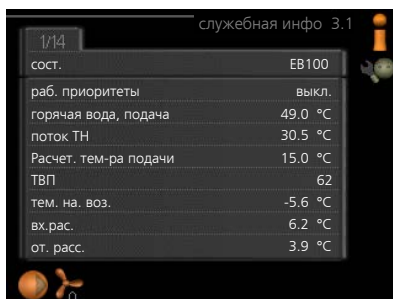 служебная инфо 3.1
1/14
сост. EB100
раб. приоритеты выкл.
горячая вода, подача 49.0 °C
поток ТН 30.5 °C
Расчет. тем-ра подачи 15.0 °C
ТВП 62
тем. на. воз. -5.6 °C
вх.рас. 6.2 °C
от. расс. 3.9 °C
0